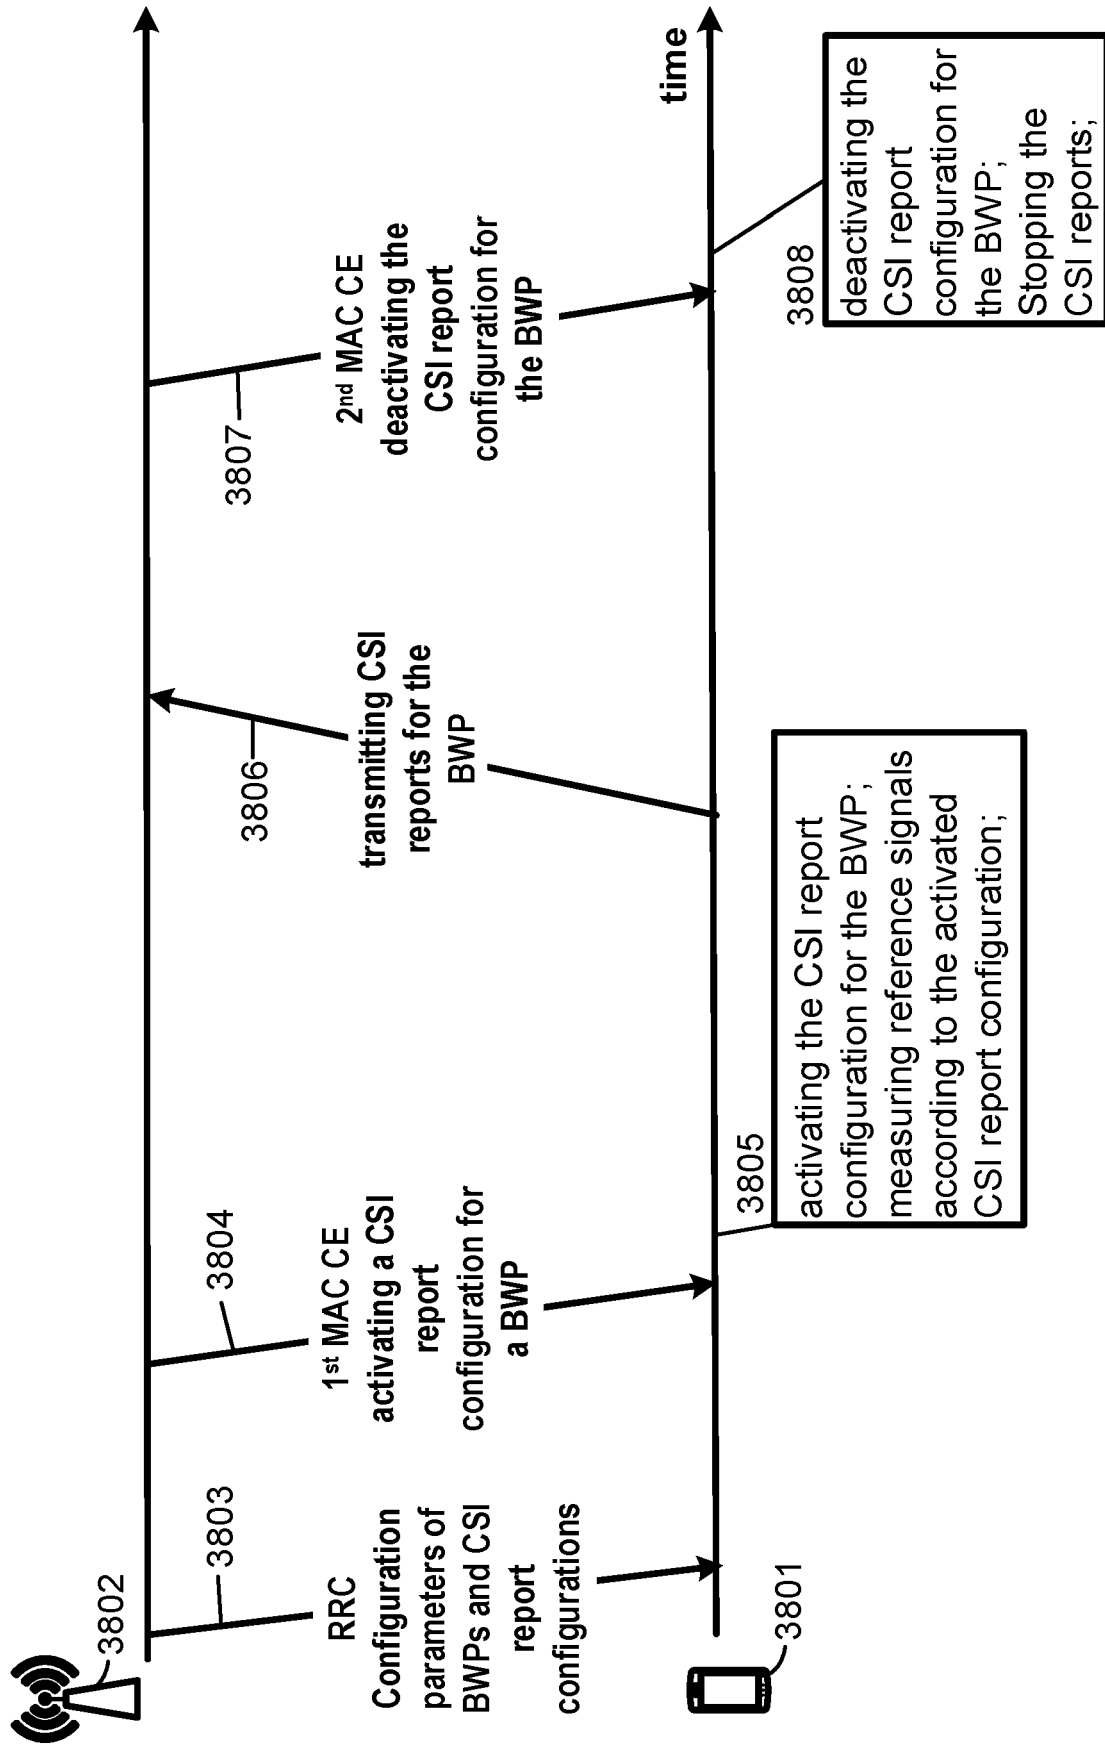 3802
3803
RRC
Configuration
parameters of
BWPs and CSI
report
configurations
3801
3804
1st MAC CE
activating a CSI
report
configuration for
a BWP
3805
activating the CSI report
configuration for the BWP;
measuring reference signals
according to the activated
CSI report configuration;
3806
transmitting CSI
reports for the
BWP
3807
2nd MAC CE
deactivating the
CSI report
configuration for
the BWP
3808
deactivating the
CSI report
configuration for
the BWP;
Stopping the
CSI reports;
time